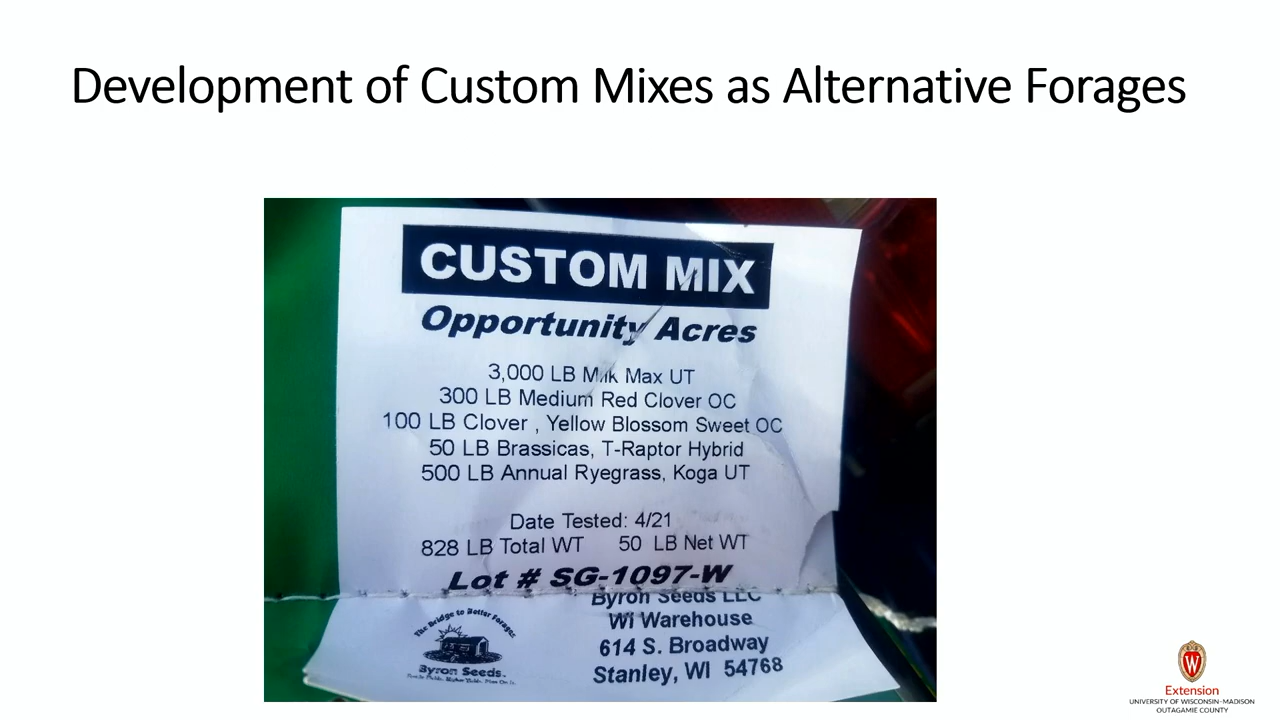 Development of Custom Mixes as Alternative Forages
CUSTOM MIX
Opportunity Acres
3,000 LB Milk Max UT
300 LB Medium Red Clover OC
100 LB Clover , Yellow Blossom Sweet OC
50 LB Brassicas, T-Raptor Hybrid
500 LB Annual Ryegrass, Koga UT
Date Tested: 4/21
828 LB Total WT 50 LB Net WT
Lot # SG-1097-W
Byron Seeds LLC
WI Warehouse
614 S. Broadway
Stanley, WI 54768
The Bridge to Better Forages
Byron Seeds.
W
Extension
UNIVERSITY OF WISCONSIN-MADISON
OUTAGAMIE COUNTY